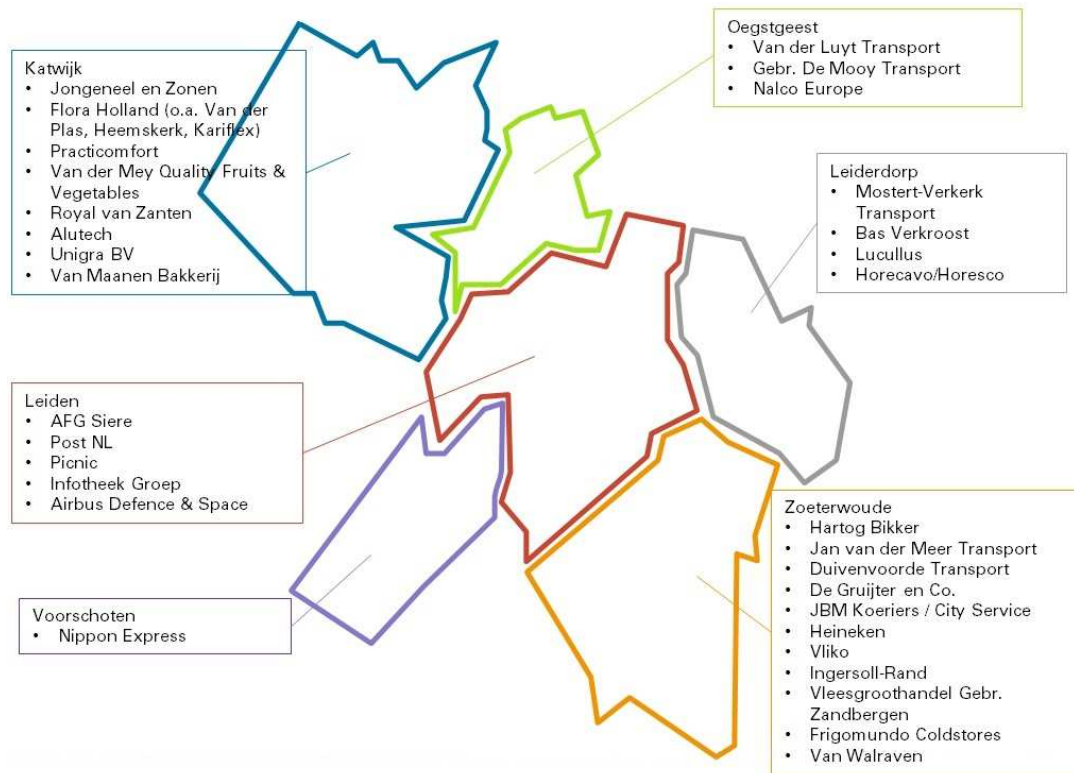 Katwijk
• Jongeneel en Zonen
• Flora Holland (o.a. Van der
Plas, Heemskerk, Kariflex)
• Practicomfort
• Van der Mey Quality Fruits &
Vegetables
• Royal van Zanten
• Alutech
• Unigra BV
• Van Maanen Bakkerij
Oegstgeest
• Van der Luyt Transport
• Gebr. De Mooy Transport
• Nalco Europe
Leiderdorp
• Mostert-Verkerk
Transport
• Bas Verkroost
• Lucullus
• Horecavo/Horesco
Leiden
• AFG Siere
• Post NL
• Picnic
• Infotheek Groep
• Airbus Defence & Space
Voorschoten
• Nippon Express
Zoeterwoude
• Hartog Bikker
• Jan van der Meer Transport
• Duivenvoorde Transport
• De Gruijter en Co.
• JBM Koeriers / City Service
• Heineken
• Vliko
• Ingersoll-Rand
• Vleesgroothandel Gebr.
Zandbergen
• Frigomundo Coldstores
• Van Walraven